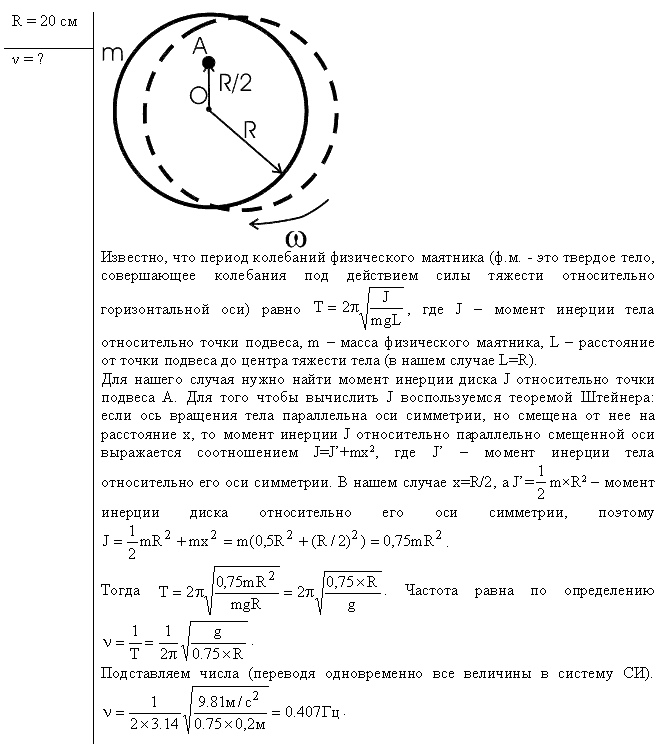 R = 20 см
ν = ?
m
A
R/2
O
R
ω
Известно, что период колебаний физического маятника (ф.м. - это твердое тело,
совершающее колебания под действием силы тяжести относительно
горизонтальной оси) равно T = 2π√(J/mgL), где J – момент инерции тела
относительно точки подвеса, m – масса физического маятника, L – расстояние
от точки подвеса до центра тяжести тела (в нашем случае L=R).
Для нашего случая нужно найти момент инерции диска J относительно точки
подвеса А. Для того чтобы вычислить J воспользуемся теоремой Штейнера:
если ось вращения тела параллельна оси симметрии, но смещена от нее на
расстояние x, то момент инерции J относительно параллельно смещенной оси
выражается соотношением J=J’+mx², где J’ – момент инерции тела
относительно его оси симметрии. В нашем случае x=R/2, а J’=1/2 m×R² – момент
инерции диска относительно его оси симметрии, поэтому
J = 1/2 mR² + mx² = m(0,5R² + (R/2)²) = 0,75mR².
Тогда T = 2π√(0,75mR²/mgR) = 2π√(0,75×R/g). Частота равна по определению
ν = 1/T = 1/2π √(g/0.75×R).
Подставляем числа (переводя одновременно все величины в систему СИ).
ν = 1/2×3.14 √(9.81м/с²/0.75×0,2м) = 0.407Гц.